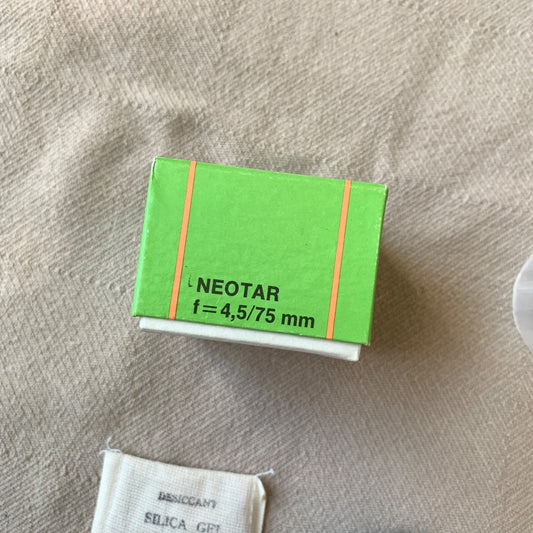 NEOTAR
f=4,5/75 mm
DESICCANT
SILICA GEL